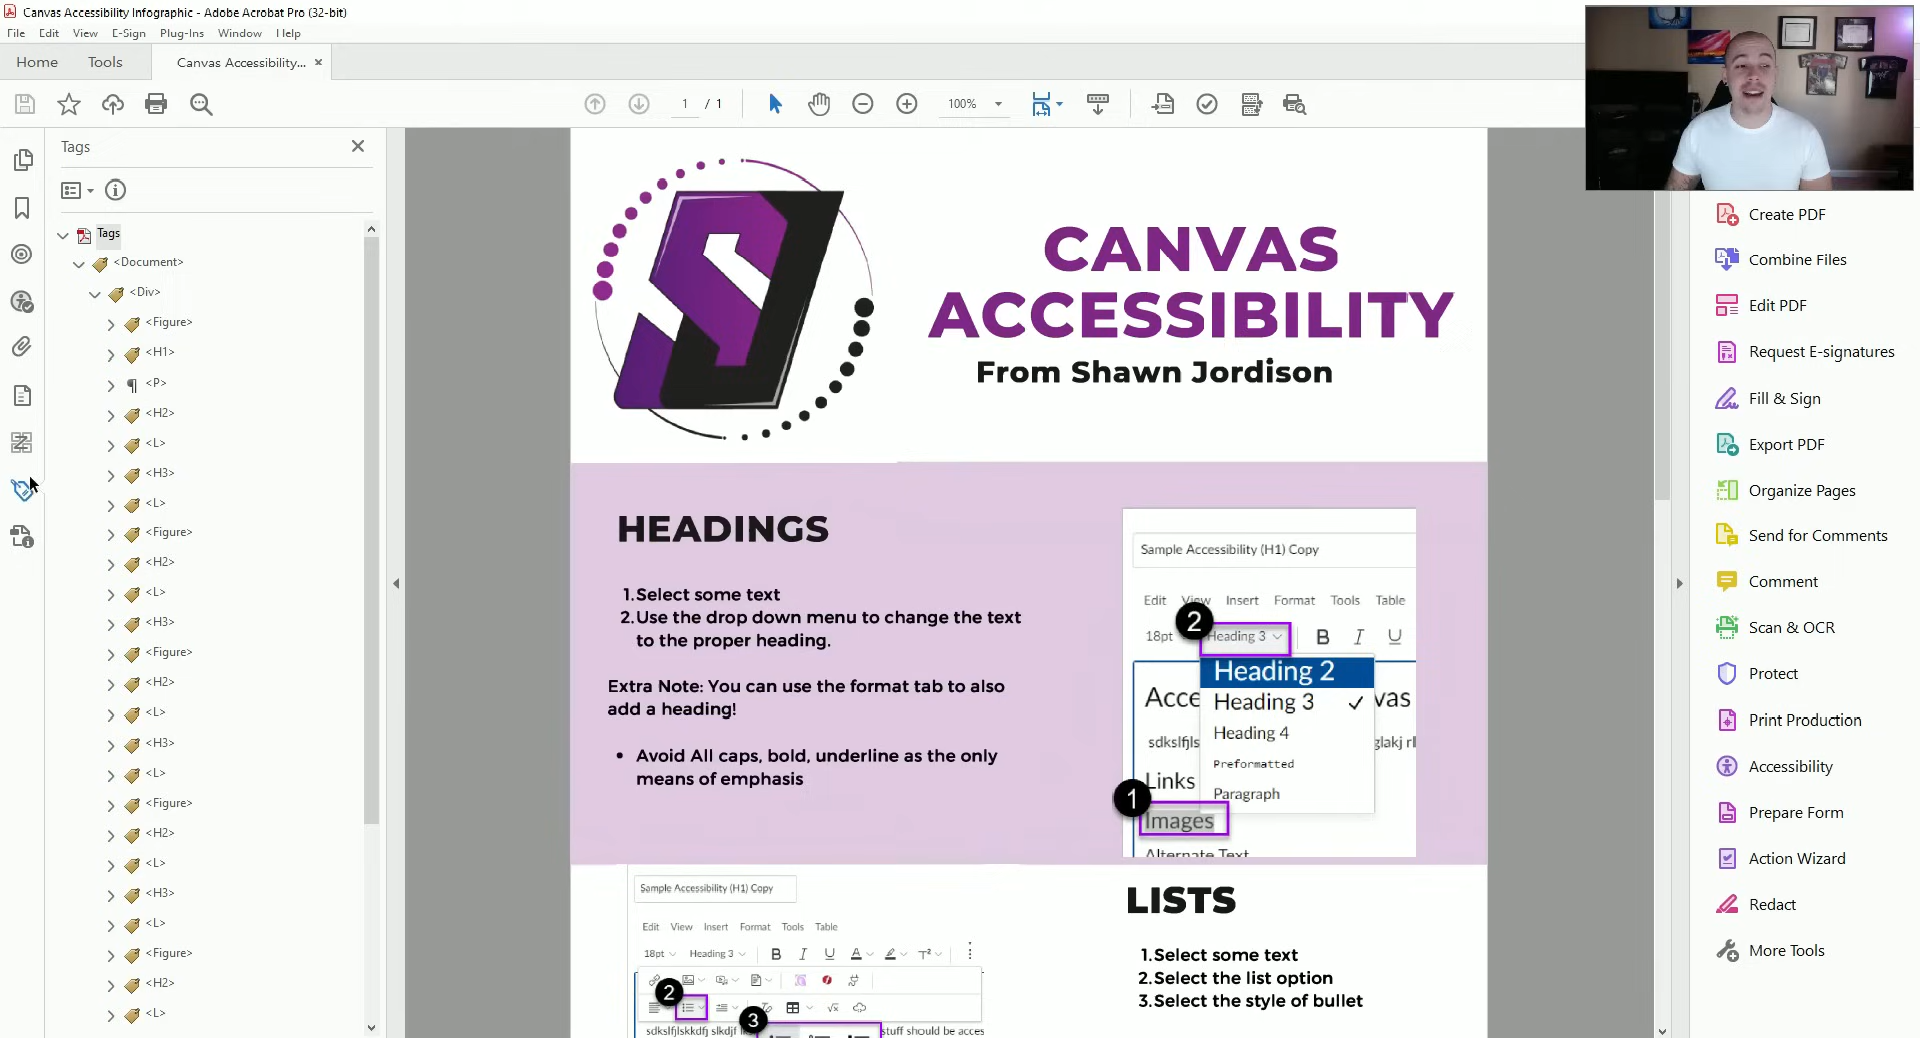 Canvas Accessibility Infographic - Adobe Acrobat Pro (32-bit)
File Edit View E-Sign Plug-Ins Window Help
Home Tools Canvas Accessibility... ×
1 / 1 100%
Tags
Tags
<Document>
<Div>
<Figure>
<H1>
<P>
<H2>
<L>
<H3>
<L>
<Figure>
<H2>
<L>
<H3>
<Figure>
<H2>
<L>
<H3>
<L>
<Figure>
<H2>
<L>
<H3>
<L>
<Figure>
<H2>
<L>
CANVAS
ACCESSIBILITY
From Shawn Jordison
HEADINGS
1.Select some text
2.Use the drop down menu to change the text
to the proper heading.
Extra Note: You can use the format tab to also
add a heading!
• Avoid All caps, bold, underline as the only
means of emphasis
Sample Accessibility (H1) Copy
Edit View Insert Format Tools Table
2
18pt Heading 3 B I U
Heading 2
Heading 3
Heading 4
Preformatted
Paragraph
Acce vas
sdkslfjls glakj rl
Links
1
Images
Alternate Text
Sample Accessibility (H1) Copy
Edit View Insert Format Tools Table
18pt Heading 3 B I U A T²
2
3
sdkslfjlskkdfj slkdjf stuff should be acces
LISTS
1.Select some text
2.Select the list option
3.Select the style of bullet
Create PDF
Combine Files
Edit PDF
Request E-signatures
Fill & Sign
Export PDF
Organize Pages
Send for Comments
Comment
Scan & OCR
Protect
Print Production
Accessibility
Prepare Form
Action Wizard
Redact
More Tools